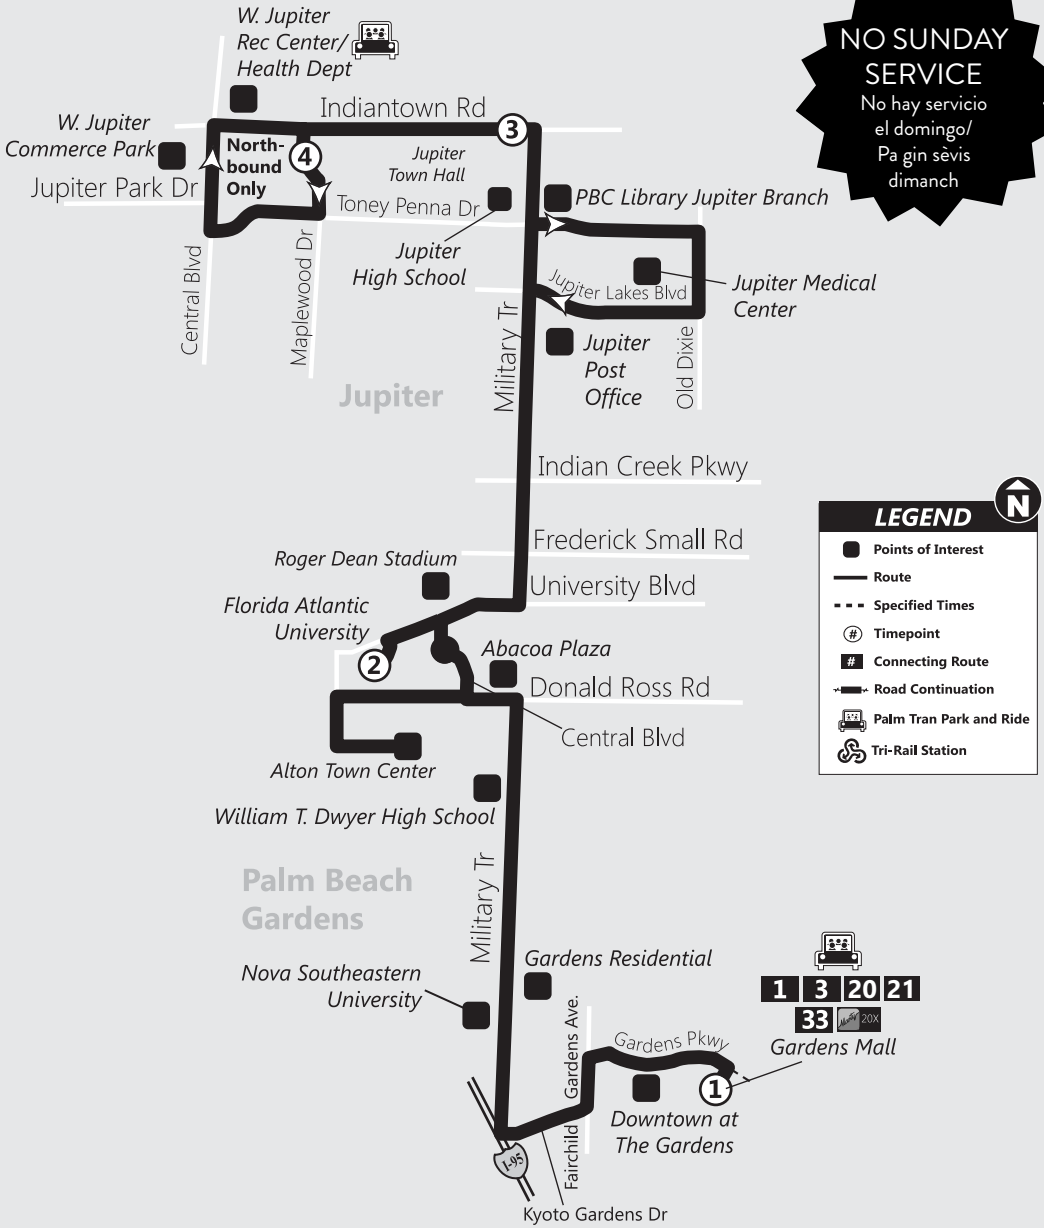 W. Jupiter
Rec Center/
Health Dept
NO SUNDAY
SERVICE
No hay servicio
el domingo/
Pa gin sèvis
dimanch
Indiantown Rd
3
W. Jupiter
Commerce Park
North-
bound
Only
4
Jupiter
Town Hall
Jupiter Park Dr
Toney Penna Dr
PBC Library Jupiter Branch
Jupiter
High School
Central Blvd
Maplewood Dr
Military Tr
Jupiter Lakes Blvd
Jupiter Medical
Center
Jupiter
Post
Office
Old Dixie
Jupiter
Indian Creek Pkwy
Frederick Small Rd
Roger Dean Stadium
University Blvd
Florida Atlantic
University
2
Abacoa Plaza
Donald Ross Rd
Central Blvd
Alton Town Center
William T. Dwyer High School
N
LEGEND
Points of Interest
Route
Specified Times
# Timepoint
# Connecting Route
Road Continuation
Palm Tran Park and Ride
Tri-Rail Station
Palm Beach
Gardens
Military Tr
Nova Southeastern
University
Gardens Residential
Fairchild Gardens Ave.
Gardens Pkwy
1 3 20 21
33 20X
Gardens Mall
1
Downtown at
The Gardens
I-95
Kyoto Gardens Dr